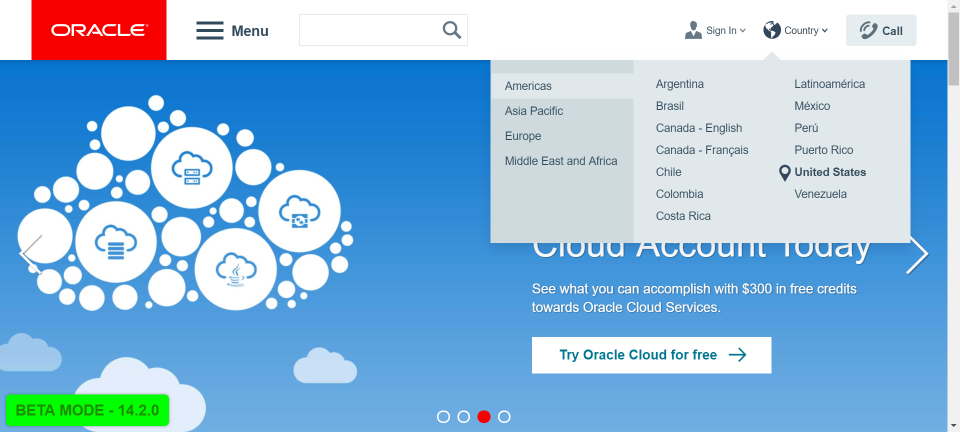 ORACLE
Menu
Sign In
Country
Call
Americas
Asia Pacific
Europe
Middle East and Africa
Argentina
Brasil
Canada - English
Canada - Français
Chile
Colombia
Costa Rica
Latinoamérica
México
Perú
Puerto Rico
United States
Venezuela
Cloud Account Today
See what you can accomplish with $300 in free credits
towards Oracle Cloud Services.
Try Oracle Cloud for free
BETA MODE - 14.2.0